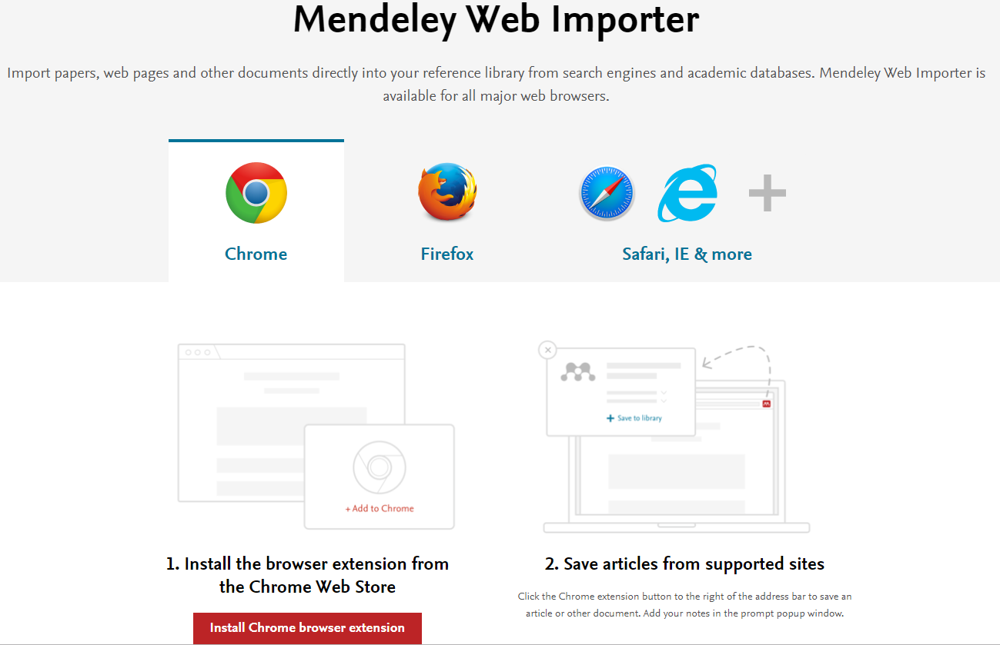 Mendeley Web Importer
Import papers, web pages and other documents directly into your reference library from search engines and academic databases. Mendeley Web Importer is
available for all major web browsers.
Chrome
Firefox
Safari, IE & more
+ Add to Chrome
Save to library
1. Install the browser extension from
the Chrome Web Store
Install Chrome browser extension
2. Save articles from supported sites
Click the Chrome extension button to the right of the address bar to save an
article or other document. Add your notes in the prompt popup window.